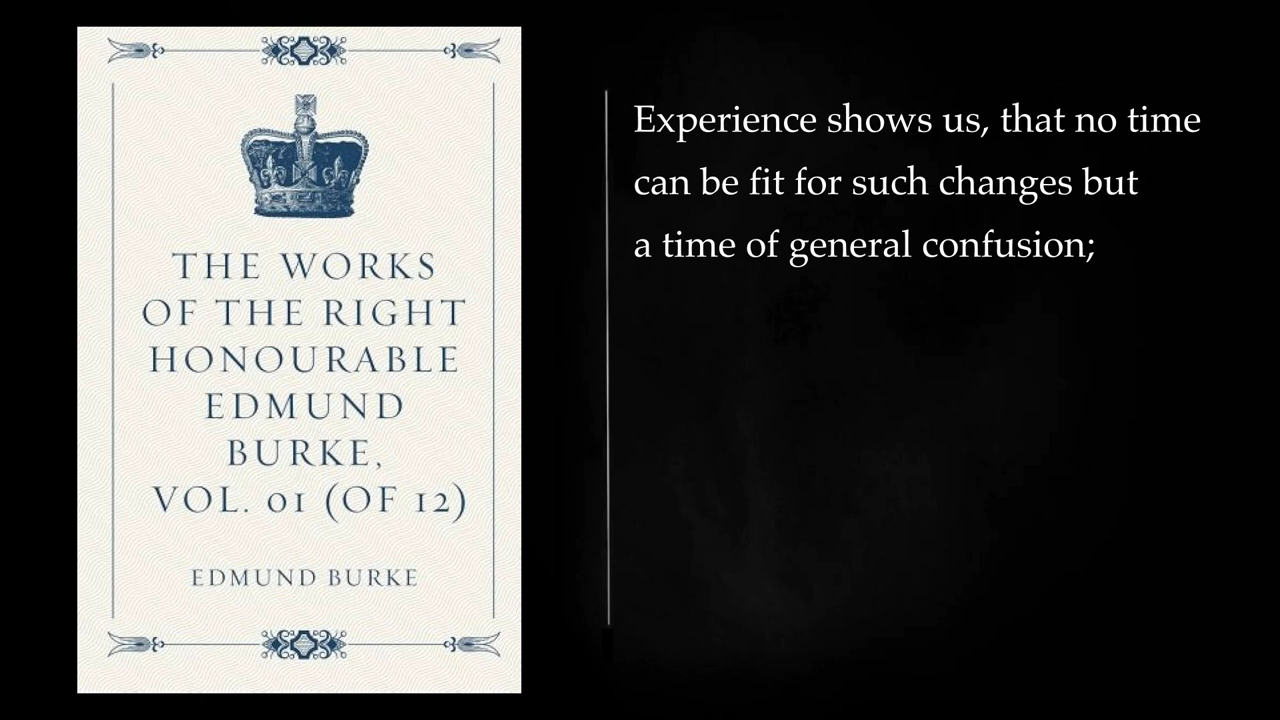 THE WORKS
OF THE RIGHT
HONOURABLE
EDMUND
BURKE,
VOL. 01 (OF 12)
EDMUND BURKE
Experience shows us, that no time
can be fit for such changes but
a time of general confusion;